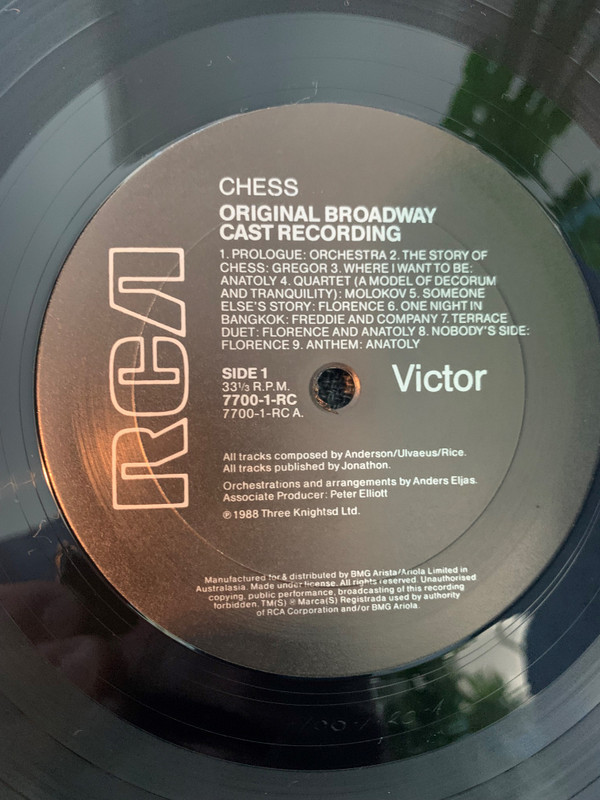 CHESS
ORIGINAL BROADWAY
CAST RECORDING
1. PROLOGUE: ORCHESTRA 2. THE STORY OF
CHESS: GREGOR 3. WHERE I WANT TO BE:
ANATOLY 4. QUARTET (A MODEL OF DECORUM
AND TRANQUILITY): MOLOKOV 5. SOMEONE
ELSE'S STORY: FLORENCE 6. ONE NIGHT IN
BANGKOK: FREDDIE AND COMPANY 7. TERRACE
DUET: FLORENCE AND ANATOLY 8. NOBODY'S SIDE:
FLORENCE 9. ANTHEM: ANATOLY
RCA
SIDE 1
33⅓ R.P.M.
7700-1-RC
7700-1-RC A.
Victor
All tracks composed by Anderson/Ulvaeus/Rice.
All tracks published by Jonathon.
Orchestrations and arrangements by Anders Eljas.
Associate Producer: Peter Elliott
℗ 1988 Three Knightsd Ltd.
Manufactured for & distributed by BMG Arista/Ariola Limited in
Australasia. Made under license. All rights reserved. Unauthorised
copying, public performance, broadcasting of this recording
forbidden. TM(S) ® Marca(S) Registrada used by authority
of RCA Corporation and/or BMG Ariola.